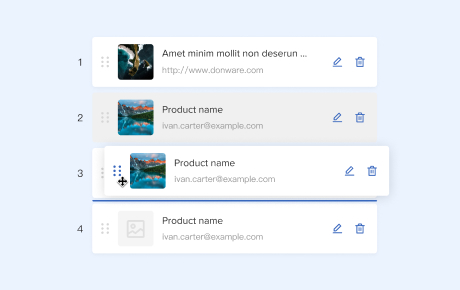 1
Amet minim mollit non deserun ...
http://www.donware.com
2
Product name
ivan.carter@example.com
3
Product name
ivan.carter@example.com
4
Product name
ivan.carter@example.com